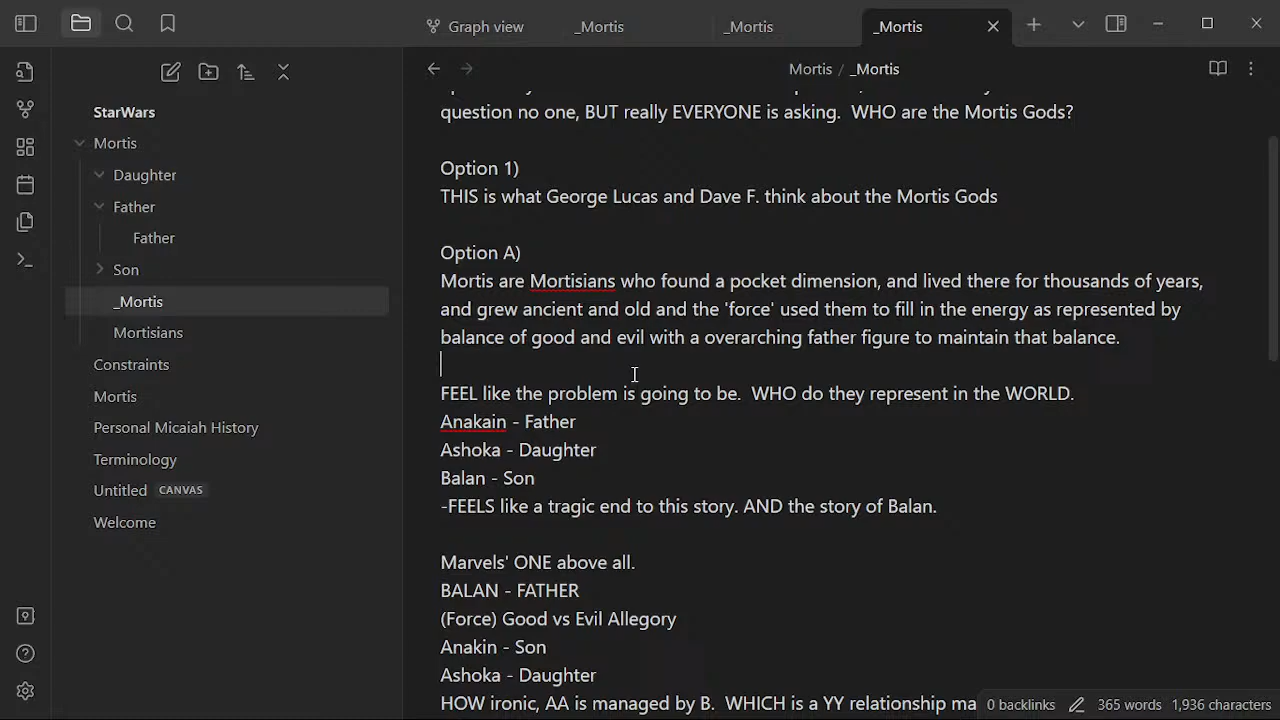 Graph view
_Mortis
_Mortis
_Mortis
Mortis / _Mortis
StarWars
Mortis
Daughter
Father
Father
Son
_Mortis
Mortisians
Constraints
Mortis
Personal Micaiah History
Terminology
Untitled CANVAS
Welcome
question no one, BUT really EVERYONE is asking.  WHO are the Mortis Gods?
Option 1)
THIS is what George Lucas and Dave F. think about the Mortis Gods
Option A)
Mortis are Mortisians who found a pocket dimension, and lived there for thousands of years,
and grew ancient and old and the 'force' used them to fill in the energy as represented by
balance of good and evil with a overarching father figure to maintain that balance.
FEEL like the problem is going to be.  WHO do they represent in the WORLD.
Anakain - Father
Ashoka - Daughter
Balan - Son
-FEELS like a tragic end to this story. AND the story of Balan.
Marvels' ONE above all.
BALAN - FATHER
(Force) Good vs Evil Allegory
Anakin - Son
Ashoka - Daughter
HOW ironic, AA is managed by B.  WHICH is a YY relationship ma
0 backlinks 365 words 1,936 characters